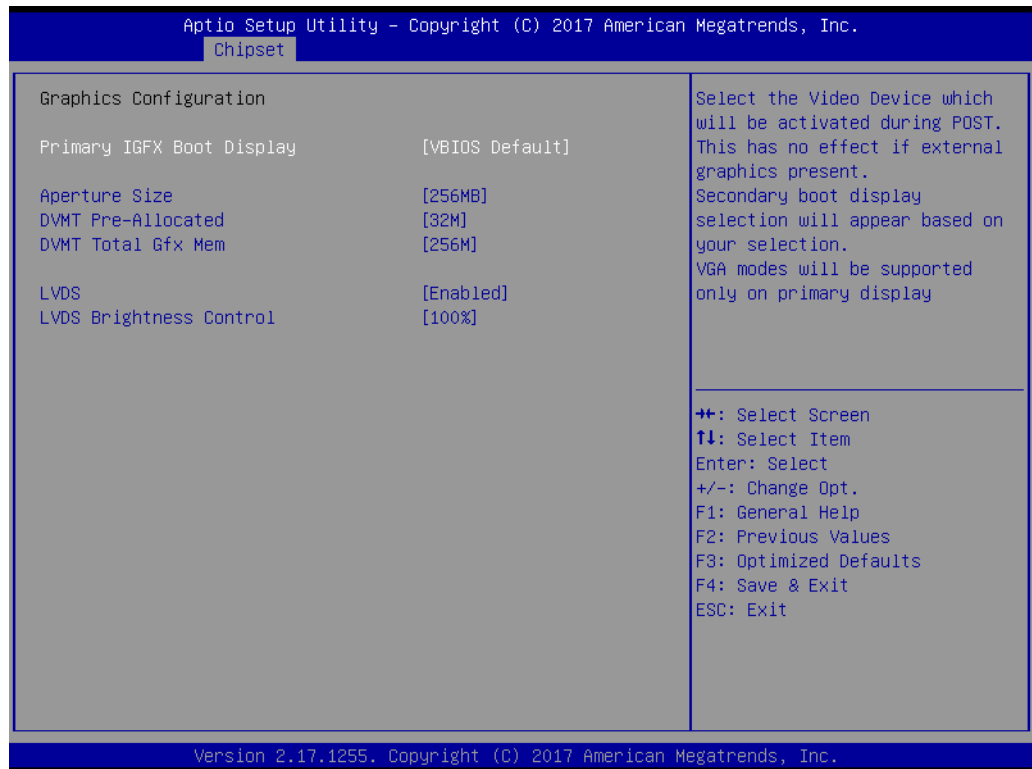 Aptio Setup Utility – Copyright (C) 2017 American Megatrends, Inc.
Chipset
Graphics Configuration
Primary IGFX Boot Display [VBIOS Default]
Aperture Size [256MB]
DVMT Pre-Allocated [32M]
DVMT Total Gfx Mem [256M]
LVDS [Enabled]
LVDS Brightness Control [100%]
Select the Video Device which
will be activated during POST.
This has no effect if external
graphics present.
Secondary boot display
selection will appear based on
your selection.
VGA modes will be supported
only on primary display
→←: Select Screen
↑↓: Select Item
Enter: Select
+/-: Change Opt.
F1: General Help
F2: Previous Values
F3: Optimized Defaults
F4: Save & Exit
ESC: Exit
Version 2.17.1255. Copyright (C) 2017 American Megatrends, Inc.